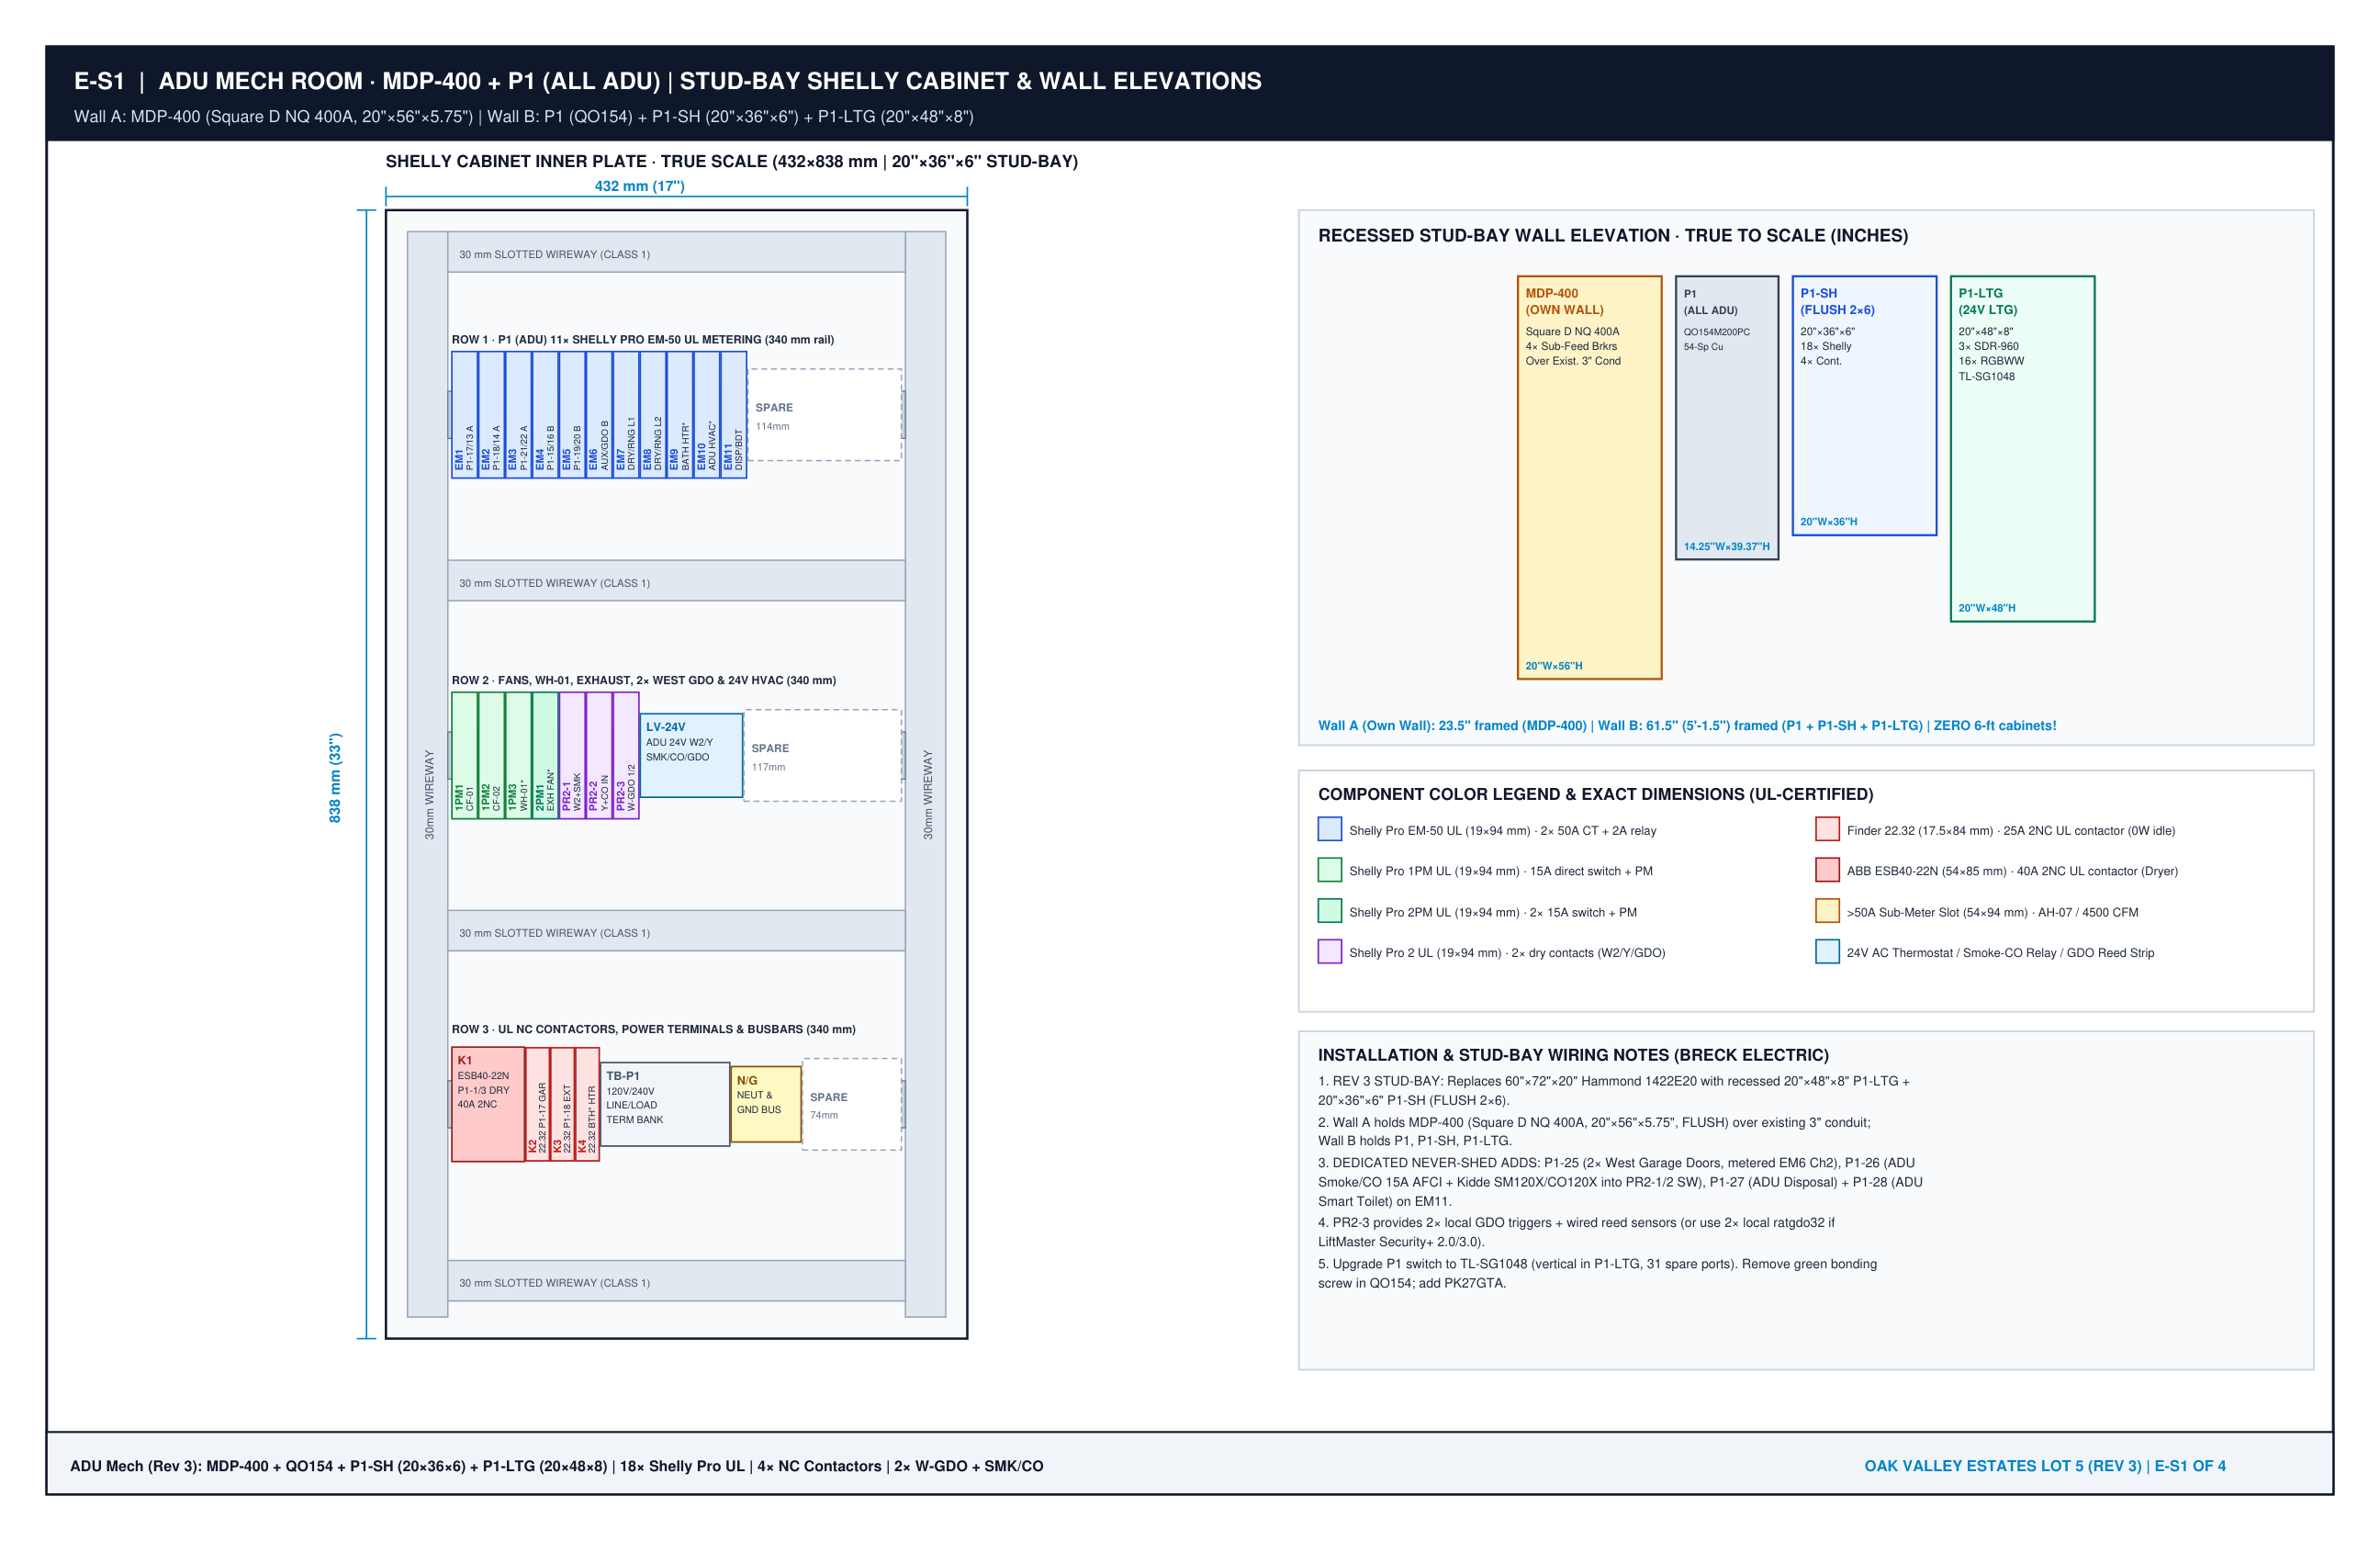 E-S1 | ADU MECH ROOM · MDP-400 + P1 (ALL ADU) | STUD-BAY SHELLY CABINET & WALL ELEVATIONS
Wall A: MDP-400 (Square D NQ 400A, 20"×56"×5.75") | Wall B: P1 (QO154) + P1-SH (20"×36"×6") + P1-LTG (20"×48"×8")
SHELLY CABINET INNER PLATE · TRUE SCALE (432×838 mm | 20"×36"×6" STUD-BAY)
432 mm (17")
838 mm (33")
30mm WIREWAY
30mm WIREWAY
30 mm SLOTTED WIREWAY (CLASS 1)
ROW 1 · P1 (ADU) 11× SHELLY PRO EM-50 UL METERING (340 mm rail)
EM1
P1-17/13 A
EM2
P1-18/14 A
EM3
P1-21/22 A
EM4
P1-15/16 B
EM5
P1-19/20 B
EM6
AUX/GDO B
EM7
DRY/RNG L1
EM8
DRY/RNG L2
EM9
BATH HTR*
EM10
ADU HVAC*
EM11
DISP/BDT
SPARE
114mm
30 mm SLOTTED WIREWAY (CLASS 1)
ROW 2 · FANS, WH-01, EXHAUST, 2× WEST GDO & 24V HVAC (340 mm)
1PM1
CF-01
1PM2
CF-02
1PM3
WH-01*
2PM1
EXH FAN*
PR2-1
W2+SMK
PR2-2
Y+CO IN
PR2-3
W-GDO 1/2
LV-24V
ADU 24V W2/Y
SMK/CO/GDO
SPARE
117mm
30 mm SLOTTED WIREWAY (CLASS 1)
ROW 3 · UL NC CONTACTORS, POWER TERMINALS & BUSBARS (340 mm)
K1
ESB40-22N
P1-1/3 DRY
40A 2NC
K2
22.32 P1-17 GAR
K3
22.32 P1-18 EXT
K4
22.32 BTH* HTR
TB-P1
120V/240V
LINE/LOAD
TERM BANK
N/G
NEUT &
GND BUS
SPARE
74mm
30 mm SLOTTED WIREWAY (CLASS 1)
RECESSED STUD-BAY WALL ELEVATION · TRUE TO SCALE (INCHES)
MDP-400
(OWN WALL)
Square D NQ 400A
4× Sub-Feed Brkrs
Over Exist. 3" Cond
20"W×56"H
P1
(ALL ADU)
QO154M200PC
54-Sp Cu
14.25"W×39.37"H
P1-SH
(FLUSH 2×6)
20"×36"×6"
18× Shelly
4× Cont.
20"W×36"H
P1-LTG
(24V LTG)
20"×48"×8"
3× SDR-960
16× RGBWW
TL-SG1048
20"W×48"H
Wall A (Own Wall): 23.5" framed (MDP-400) | Wall B: 61.5" (5'-1.5") framed (P1 + P1-SH + P1-LTG) | ZERO 6-ft cabinets!
COMPONENT COLOR LEGEND & EXACT DIMENSIONS (UL-CERTIFIED)
Shelly Pro EM-50 UL (19×94 mm) · 2× 50A CT + 2A relay
Shelly Pro 1PM UL (19×94 mm) · 15A direct switch + PM
Shelly Pro 2PM UL (19×94 mm) · 2× 15A switch + PM
Shelly Pro 2 UL (19×94 mm) · 2× dry contacts (W2/Y/GDO)
Finder 22.32 (17.5×84 mm) · 25A 2NC UL contactor (0W idle)
ABB ESB40-22N (54×85 mm) · 40A 2NC UL contactor (Dryer)
>50A Sub-Meter Slot (54×94 mm) · AH-07 / 4500 CFM
24V AC Thermostat / Smoke-CO Relay / GDO Reed Strip
INSTALLATION & STUD-BAY WIRING NOTES (BRECK ELECTRIC)
1. REV 3 STUD-BAY: Replaces 60"×72"×20" Hammond 1422E20 with recessed 20"×48"×8" P1-LTG +
20"×36"×6" P1-SH (FLUSH 2×6).
2. Wall A holds MDP-400 (Square D NQ 400A, 20"×56"×5.75", FLUSH) over existing 3" conduit;
Wall B holds P1, P1-SH, P1-LTG.
3. DEDICATED NEVER-SHED ADDS: P1-25 (2× West Garage Doors, metered EM6 Ch2), P1-26 (ADU
Smoke/CO 15A AFCI + Kidde SM120X/CO120X into PR2-1/2 SW), P1-27 (ADU Disposal) + P1-28 (ADU
Smart Toilet) on EM11.
4. PR2-3 provides 2× local GDO triggers + wired reed sensors (or use 2× local ratgdo32 if
LiftMaster Security+ 2.0/3.0).
5. Upgrade P1 switch to TL-SG1048 (vertical in P1-LTG, 31 spare ports). Remove green bonding
screw in QO154; add PK27GTA.
ADU Mech (Rev 3): MDP-400 + QO154 + P1-SH (20×36×6) + P1-LTG (20×48×8) | 18× Shelly Pro UL | 4× NC Contactors | 2× W-GDO + SMK/CO
OAK VALLEY ESTATES LOT 5 (REV 3) | E-S1 OF 4